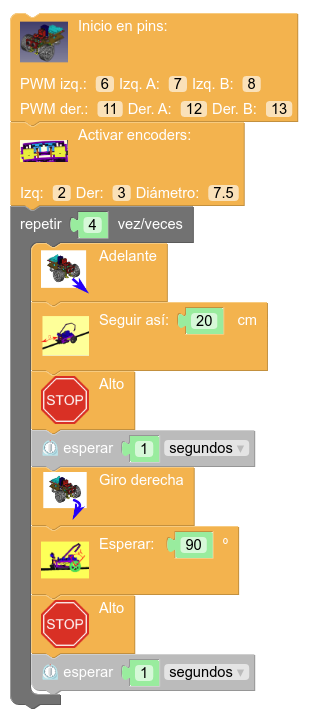 Inicio en pins:
PWM izq.: 6 Izq. A: 7 Izq. B: 8
PWM der.: 11 Der. A: 12 Der. B: 13
Activar encoders:
Izq: 2 Der: 3 Diámetro: 7.5
repetir 4 vez/veces
Adelante
Seguir así: 20 cm
Alto
STOP
esperar 1 segundos
Giro derecha
Esperar: 90 º
Alto
STOP
esperar 1 segundos